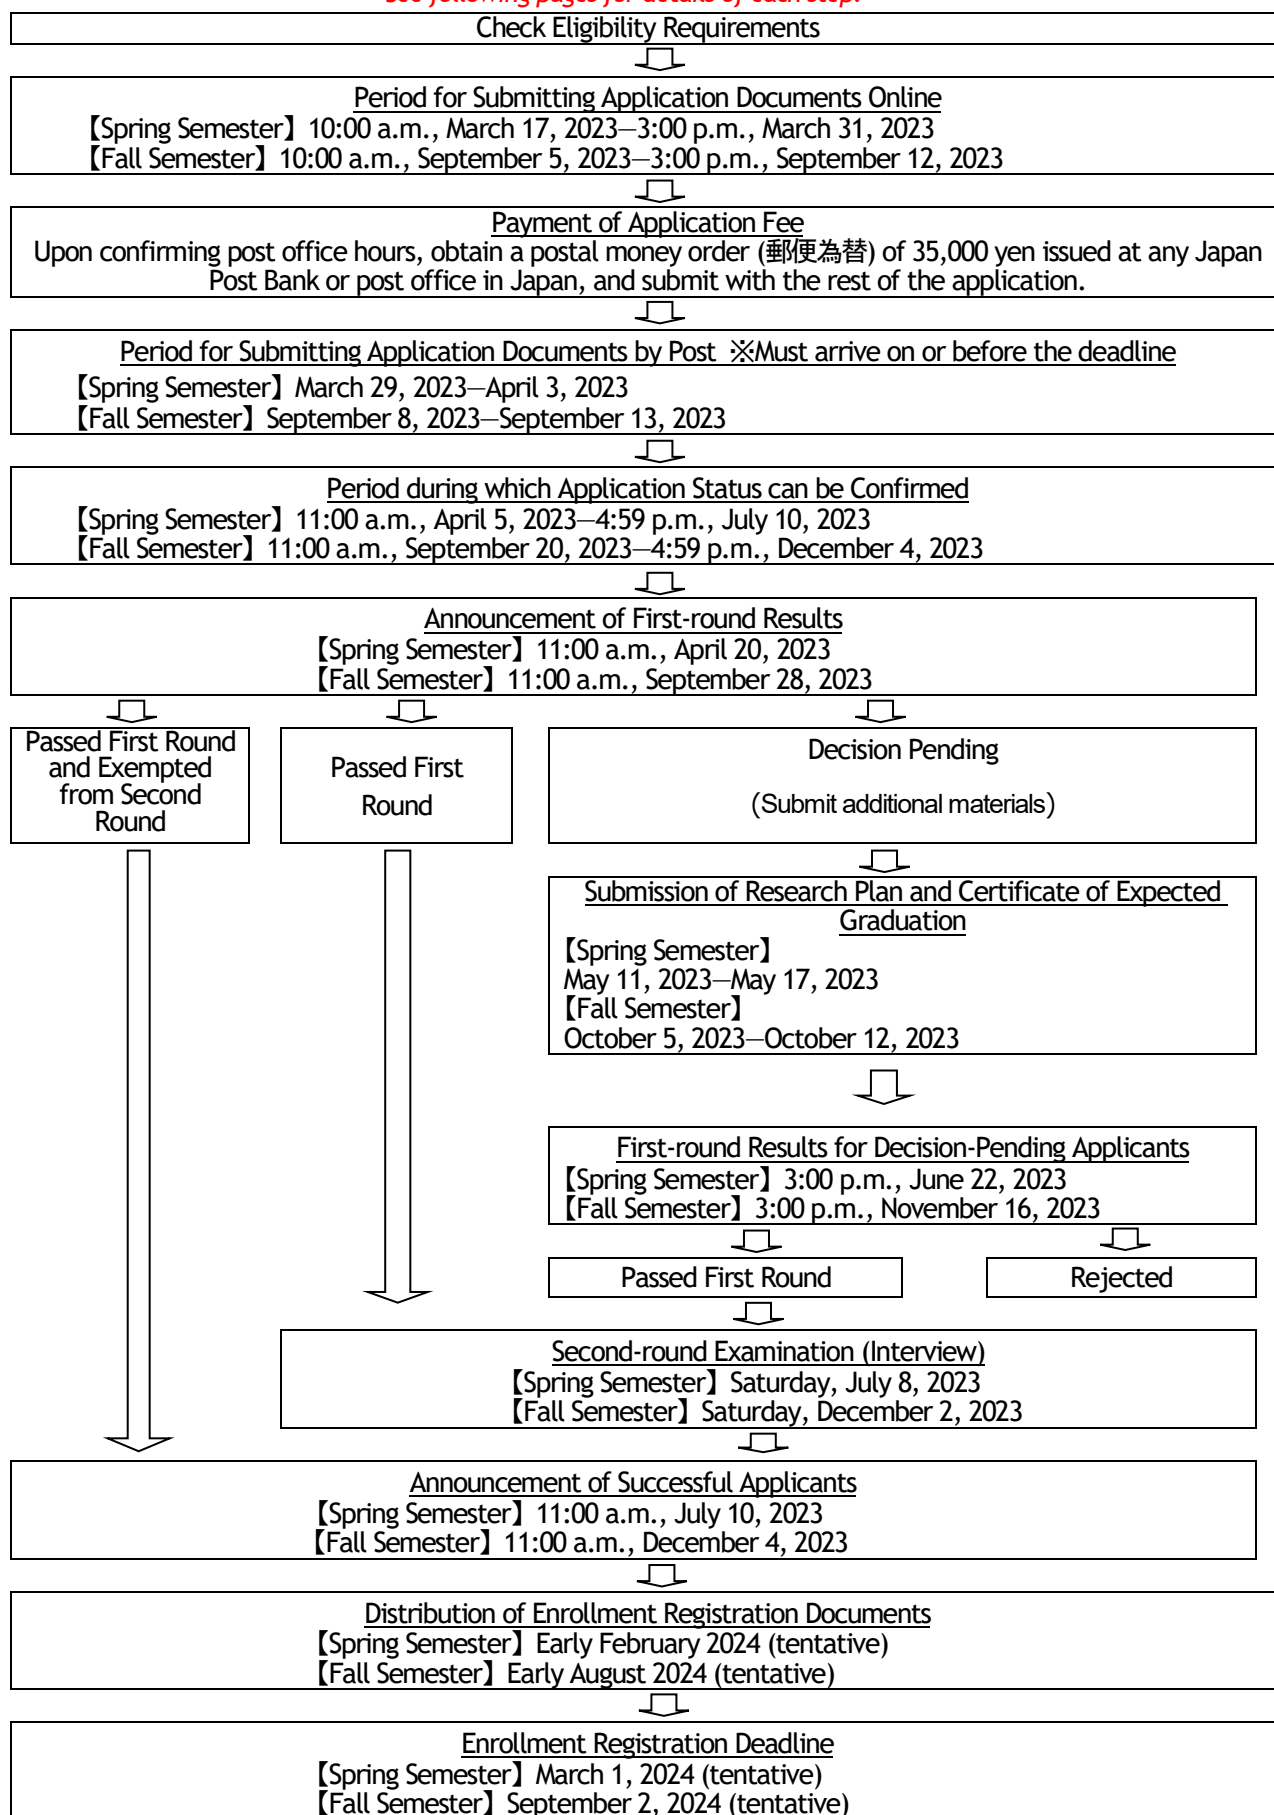 See following pages for details of each step.
Check Eligibility Requirements
Period for Submitting Application Documents Online
【Spring Semester】10:00 a.m., March 17, 2023—3:00 p.m., March 31, 2023
【Fall Semester】10:00 a.m., September 5, 2023—3:00 p.m., September 12, 2023
Payment of Application Fee
Upon confirming post office hours, obtain a postal money order (郵便為替) of 35,000 yen issued at any Japan
Post Bank or post office in Japan, and submit with the rest of the application.
Period for Submitting Application Documents by Post ※Must arrive on or before the deadline
【Spring Semester】March 29, 2023—April 3, 2023
【Fall Semester】September 8, 2023—September 13, 2023
Period during which Application Status can be Confirmed
【Spring Semester】11:00 a.m., April 5, 2023—4:59 p.m., July 10, 2023
【Fall Semester】11:00 a.m., September 20, 2023—4:59 p.m., December 4, 2023
Announcement of First-round Results
【Spring Semester】11:00 a.m., April 20, 2023
【Fall Semester】11:00 a.m., September 28, 2023
Passed First Round
and Exempted
from Second
Round
Passed First
Round
Decision Pending
(Submit additional materials)
Submission of Research Plan and Certificate of Expected
Graduation
【Spring Semester】
May 11, 2023—May 17, 2023
【Fall Semester】
October 5, 2023—October 12, 2023
First-round Results for Decision-Pending Applicants
【Spring Semester】3:00 p.m., June 22, 2023
【Fall Semester】3:00 p.m., November 16, 2023
Passed First Round
Rejected
Second-round Examination (Interview)
【Spring Semester】Saturday, July 8, 2023
【Fall Semester】Saturday, December 2, 2023
Announcement of Successful Applicants
【Spring Semester】11:00 a.m., July 10, 2023
【Fall Semester】11:00 a.m., December 4, 2023
Distribution of Enrollment Registration Documents
【Spring Semester】Early February 2024 (tentative)
【Fall Semester】Early August 2024 (tentative)
Enrollment Registration Deadline
【Spring Semester】March 1, 2024 (tentative)
【Fall Semester】September 2, 2024 (tentative)